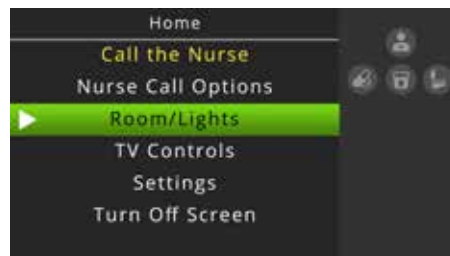 Home
Call the Nurse
Nurse Call Options
Room/Lights
TV Controls
Settings
Turn Off Screen